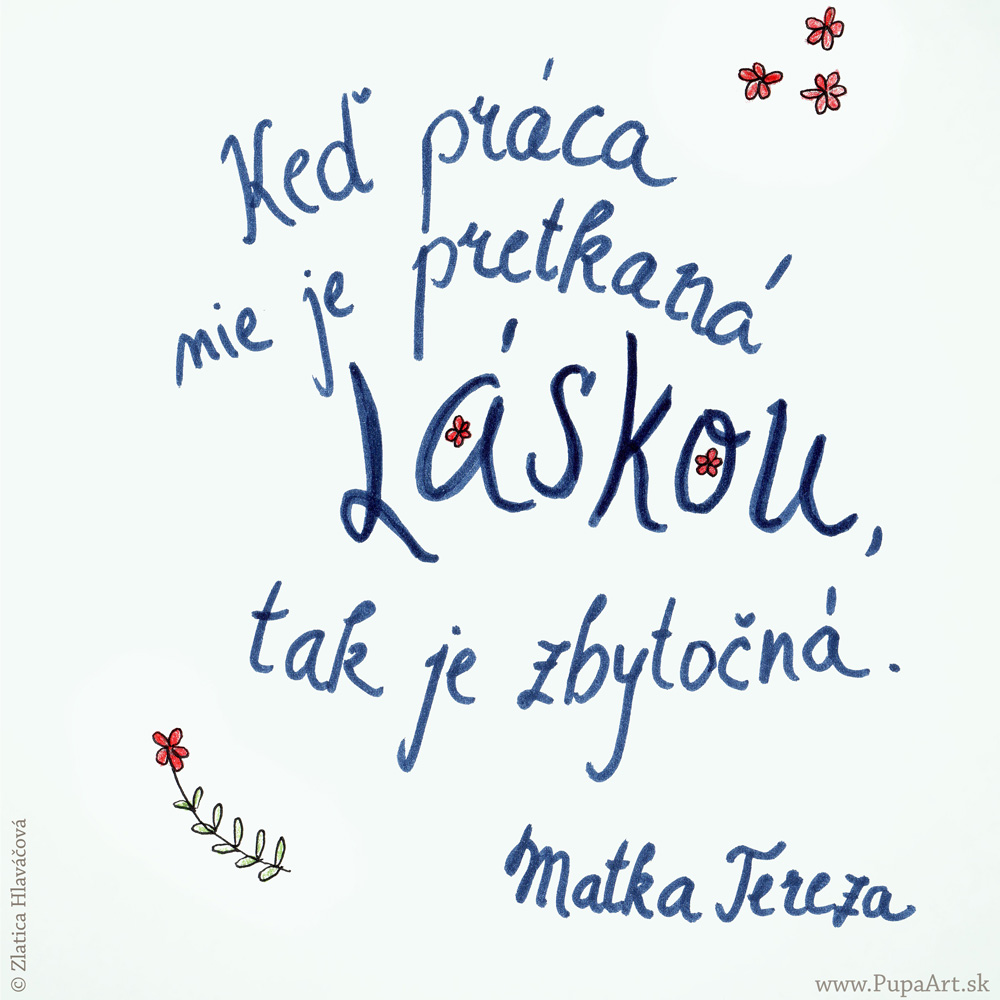 Keď práca
nie je pretkaná
Láskou,
tak je zbytočná.
Matka Tereza
© Zlatica Hlaváčová
www.PupaArt.sk